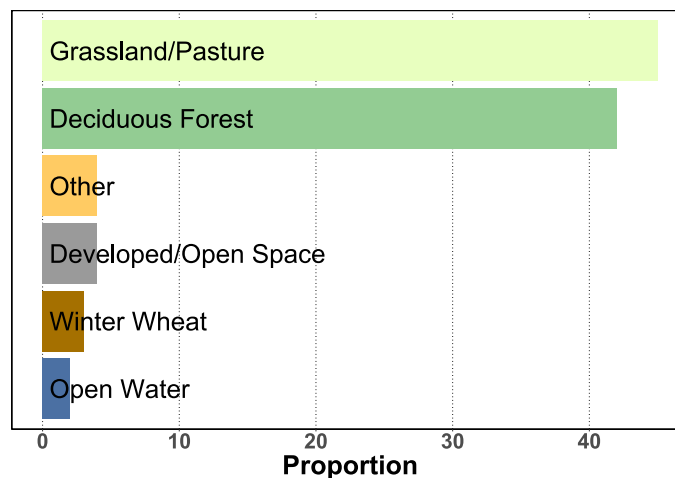 Grassland/Pasture
Deciduous Forest
Other
Developed/Open Space
Winter Wheat
Open Water
0 10 20 30 40
Proportion